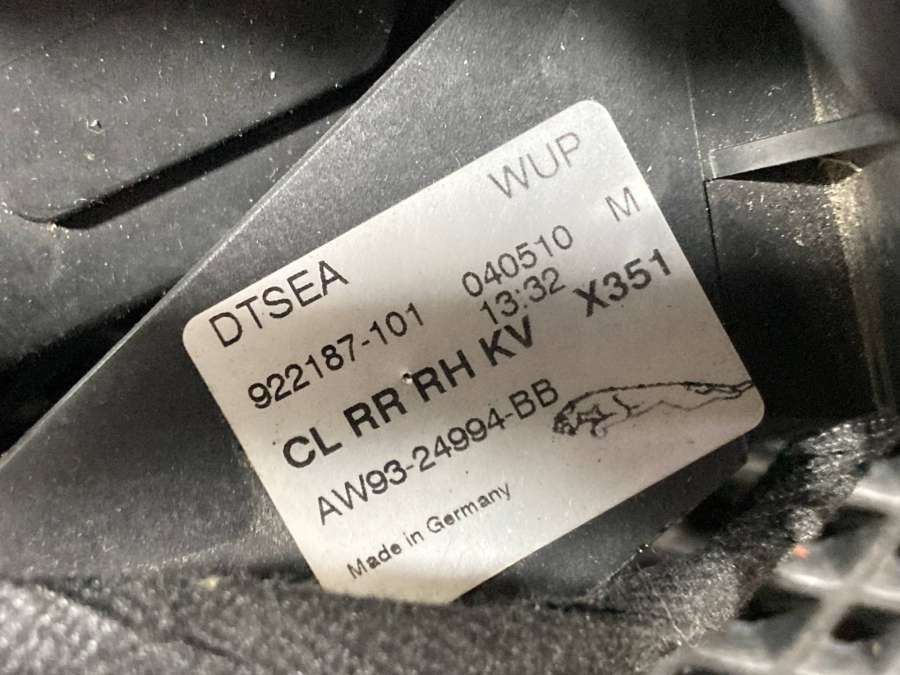 WUP
DTSEA
922187-101 040510 M
13:32
CL RR RH KV X351
AW93-24994-BB
Made in Germany